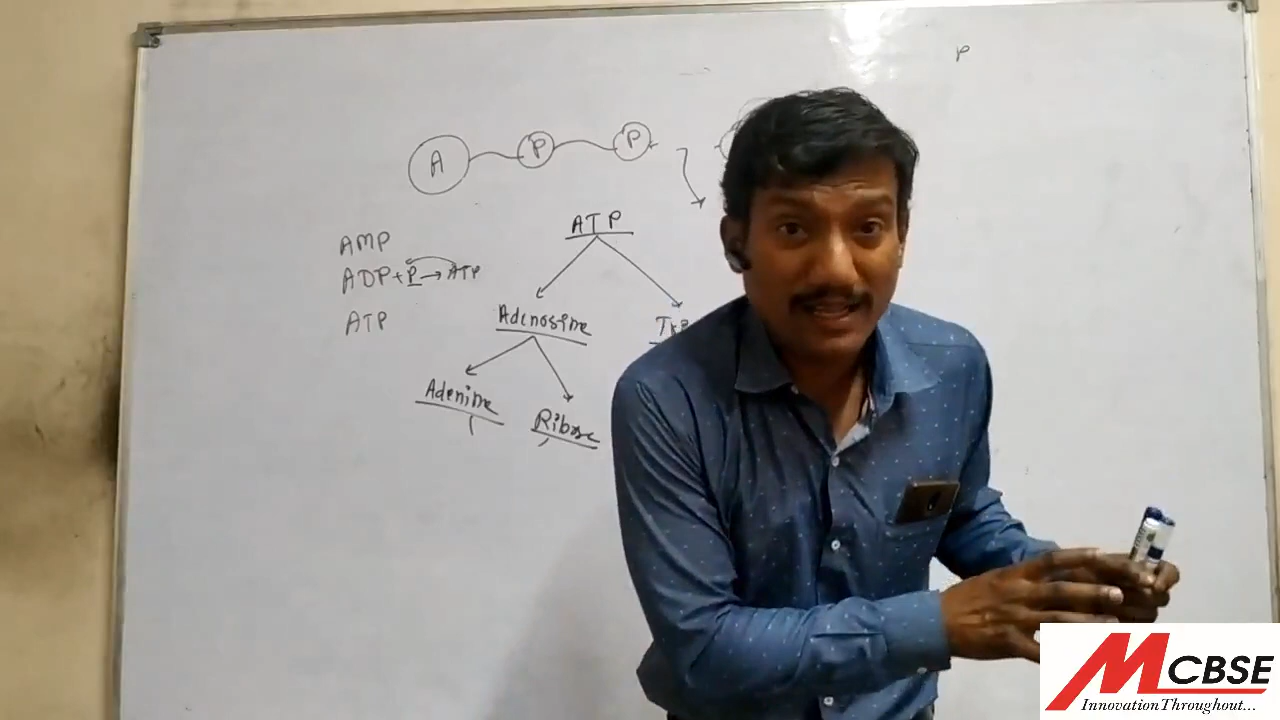 P
A P P
ATP
AMP
ADP + P → ATP
ATP
Adenosine
Adenine
Ribose
MCBSE
Innovation Throughout...